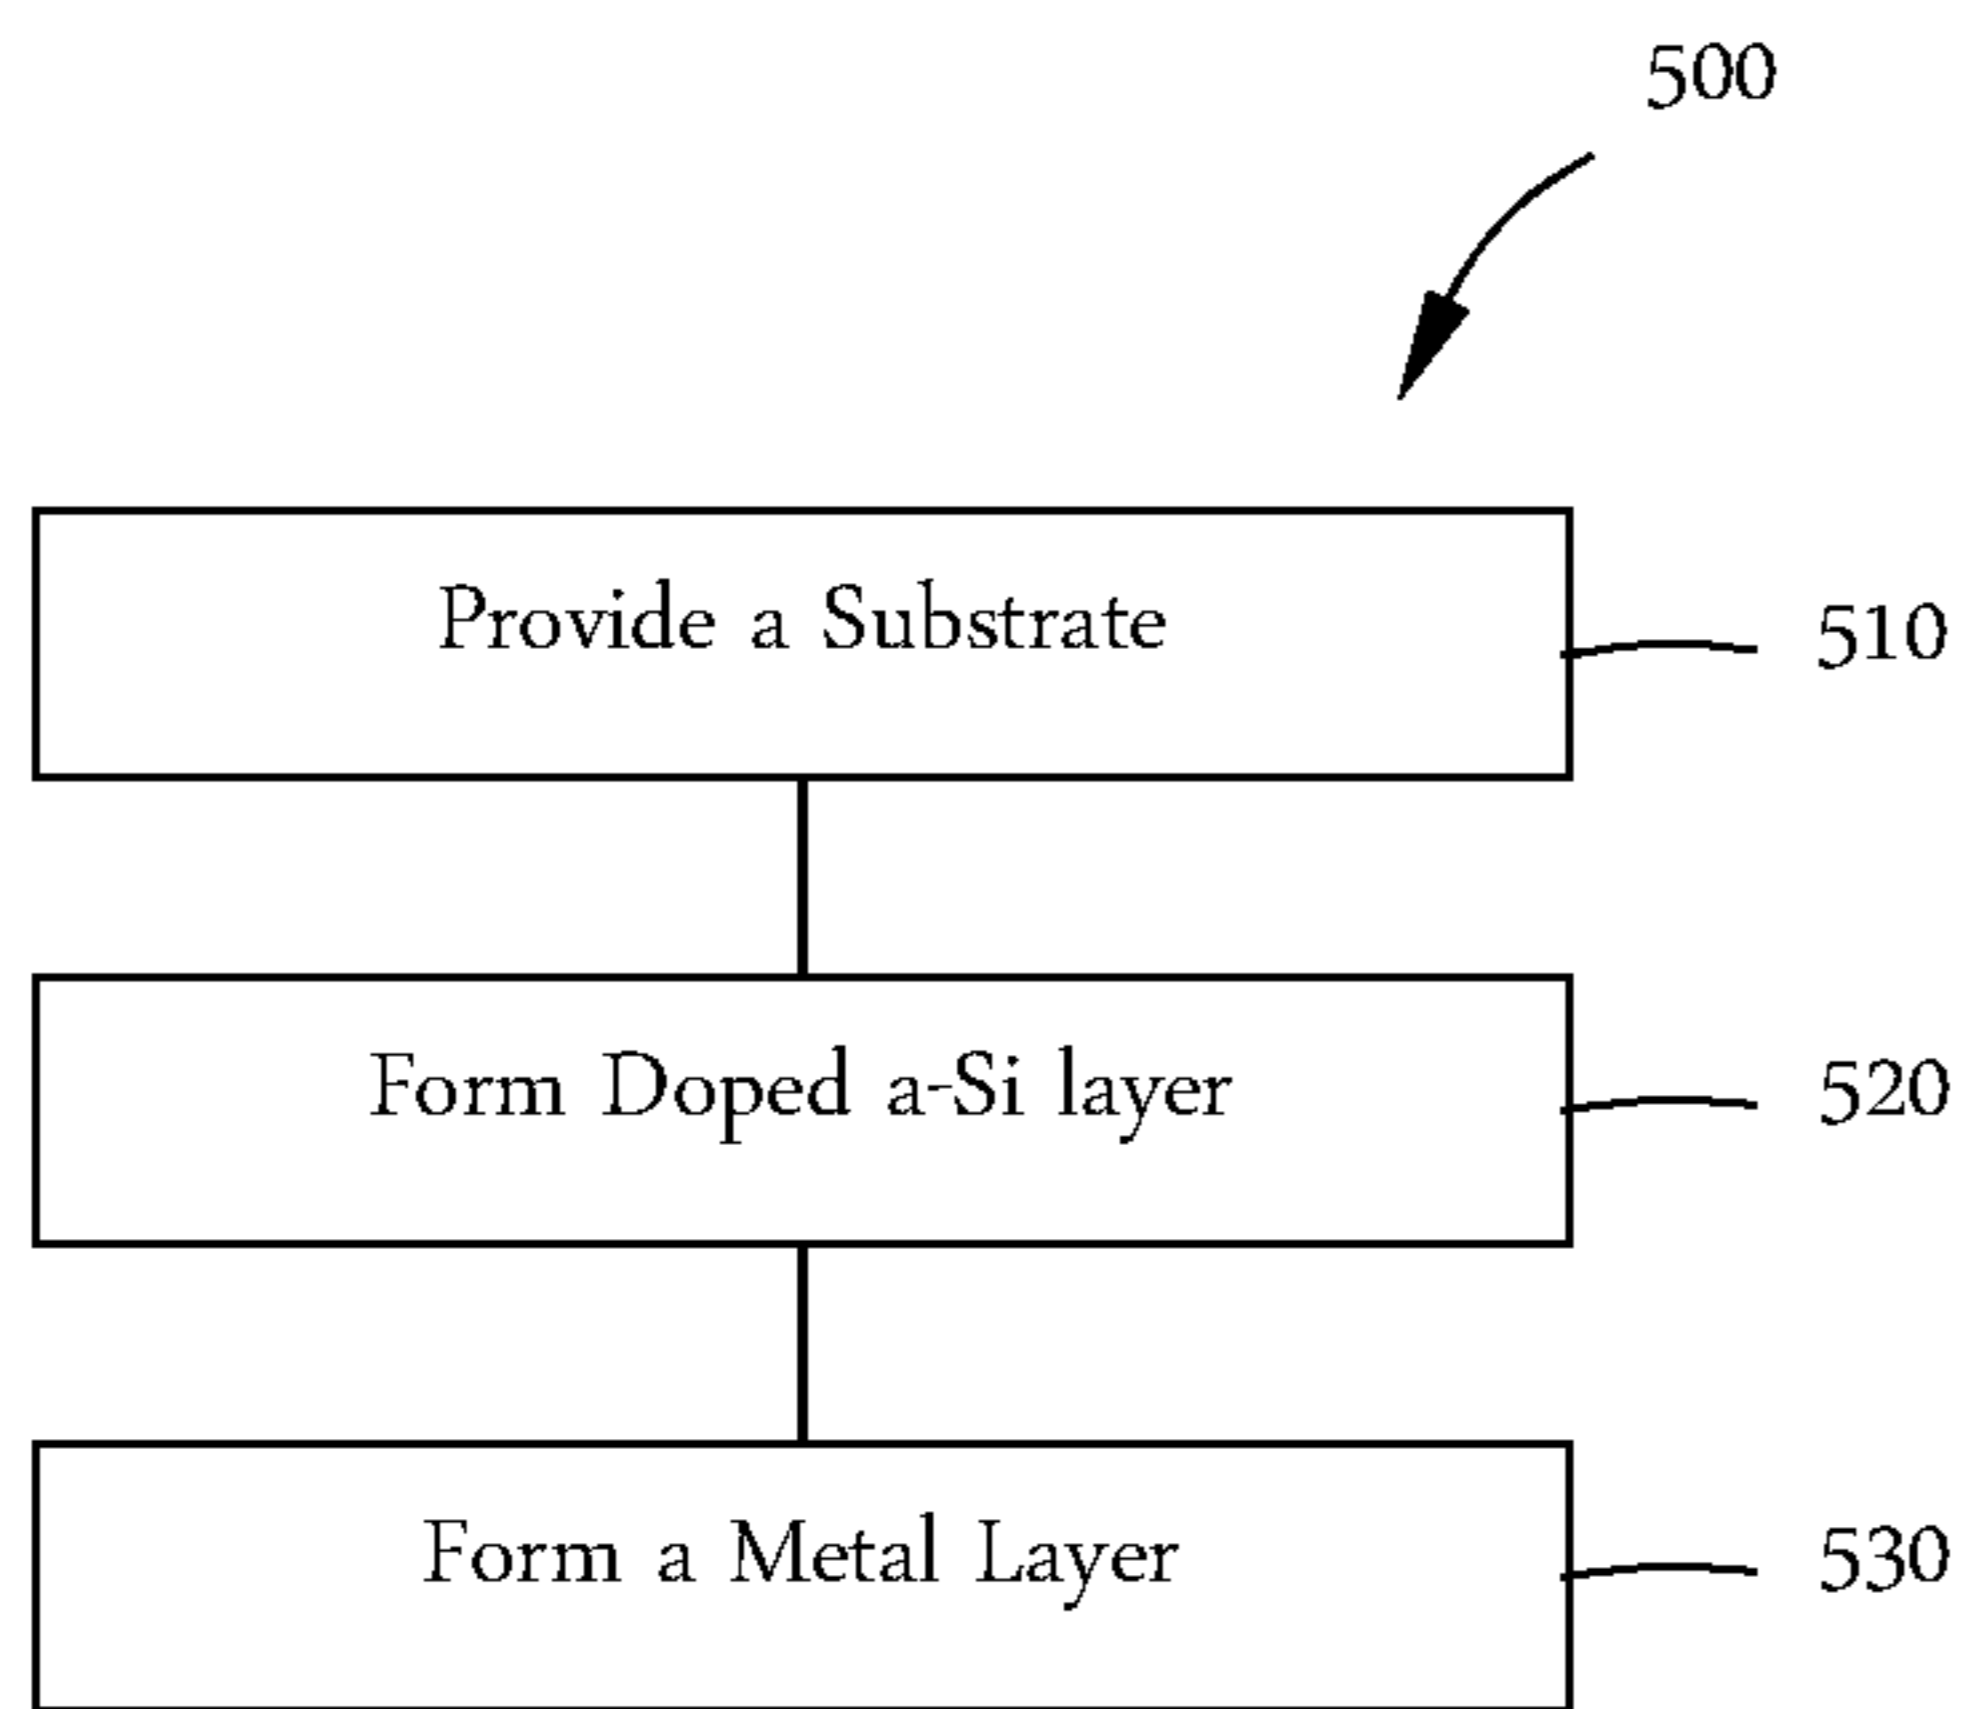 500
Provide a Substrate
510
Form Doped a-Si layer
520
Form a Metal Layer
530